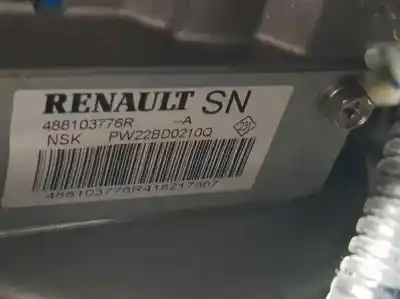 RENAULT SN
488103776R --A
NSK PW22BD0210Q
488103776R418217367